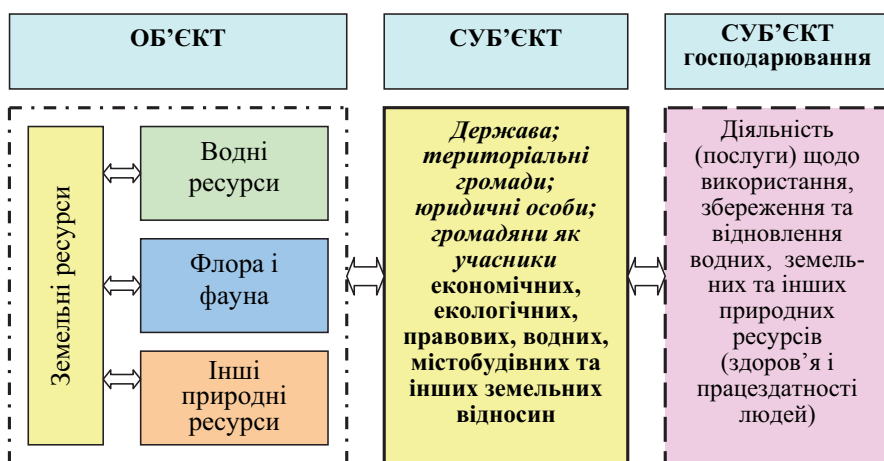 ОБ’ЄКТ
СУБ’ЄКТ
СУБ’ЄКТ
господарювання
Земельні ресурси
Водні
ресурси
Флора і
фауна
Інші
природні
ресурси
Держава;
територіальні
громади;
юридичні особи;
громадяни як
учасники
економічних,
екологічних,
правових, водних,
містобудівних та
інших земельних
відносин
Діяльність
(послуги) щодо
використання,
збереження та
відновлення
водних, земель-
них та інших
природних
ресурсів
(здоров’я і
працездатності
людей)